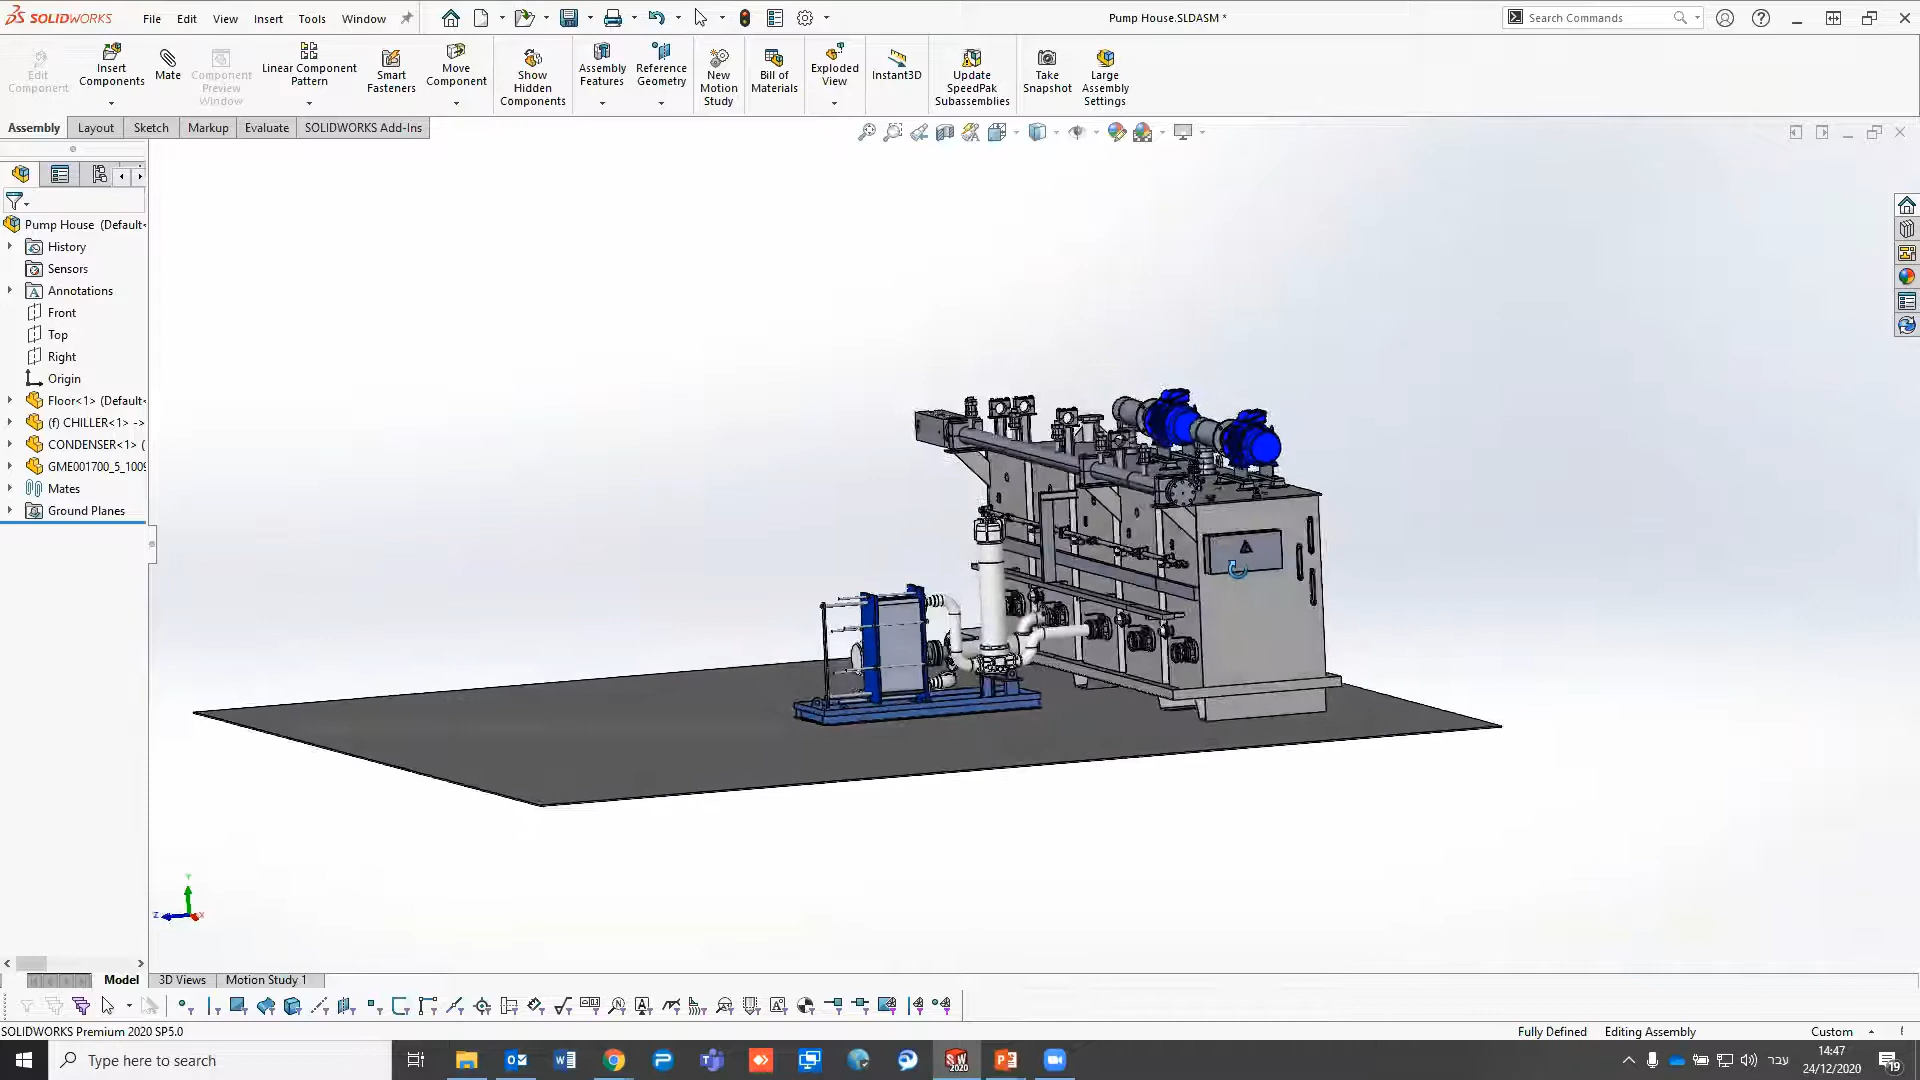 SOLIDWORKS
File Edit View Insert Tools Window
Pump House.SLDASM *
Search Commands
Edit Component
Insert Components
Mate
Component Preview Window
Linear Component Pattern
Smart Fasteners
Move Component
Show Hidden Components
Assembly Features
Reference Geometry
New Motion Study
Bill of Materials
Exploded View
Instant3D
Update SpeedPak Subassemblies
Take Snapshot
Large Assembly Settings
Assembly Layout Sketch Markup Evaluate SOLIDWORKS Add-Ins
Pump House (Default<
History
Sensors
Annotations
Front
Top
Right
Origin
Floor<1> (Default<
(f) CHILLER<1> ->
CONDENSER<1> (
GME001700_5_1009
Mates
Ground Planes
Y
Z
X
Model 3D Views Motion Study 1
SOLIDWORKS Premium 2020 SP5.0
Fully Defined Editing Assembly Custom
Type here to search
SW
2020
עבר
14:47
24/12/2020
19